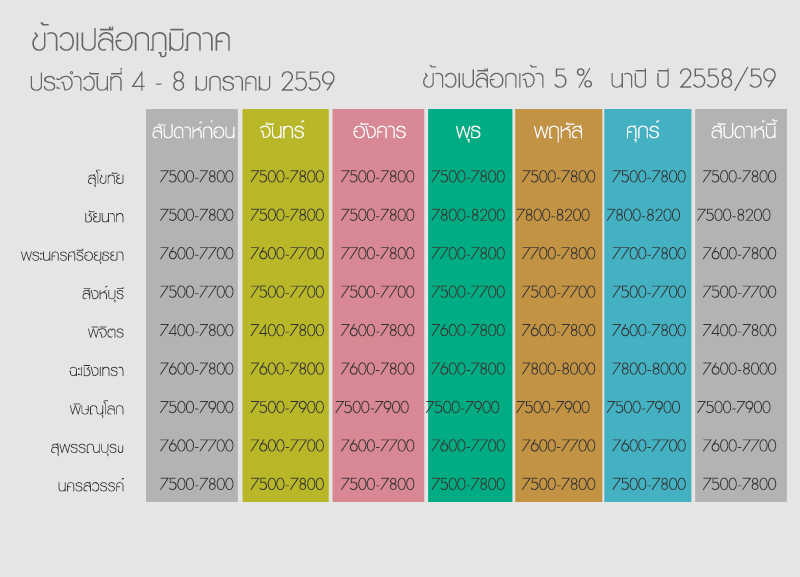 ข้าวเปลือกภูมิภาค
ประจำวันที่ 4 - 8 มกราคม 2559 ข้าวเปลือกเจ้า 5 % นาปี ปี 2558/59
สัปดาห์ก่อน จันทร์ อังคาร พุธ พฤหัส ศุกร์ สัปดาห์นี้
สุโขทัย 7500-7800 7500-7800 7500-7800 7500-7800 7500-7800 7500-7800 7500-7800
ชัยนาท 7500-7800 7500-7800 7500-7800 7800-8200 7800-8200 7800-8200 7500-8200
พระนครศรีอยุธยา 7600-7700 7600-7700 7700-7800 7700-7800 7700-7800 7700-7800 7600-7800
สิงห์บุรี 7500-7700 7500-7700 7500-7700 7500-7700 7500-7700 7500-7700 7500-7700
พิจิตร 7400-7800 7400-7800 7600-7800 7600-7800 7600-7800 7600-7800 7400-7800
ฉะเชิงเทรา 7600-7800 7600-7800 7600-7800 7600-7800 7800-8000 7800-8000 7600-8000
พิษณุโลก 7500-7900 7500-7900 7500-7900 7500-7900 7500-7900 7500-7900 7500-7900
สุพรรณบุรข 7600-7700 7600-7700 7600-7700 7600-7700 7600-7700 7600-7700 7600-7700
นครสวรรค์ 7500-7800 7500-7800 7500-7800 7500-7800 7500-7800 7500-7800 7500-7800